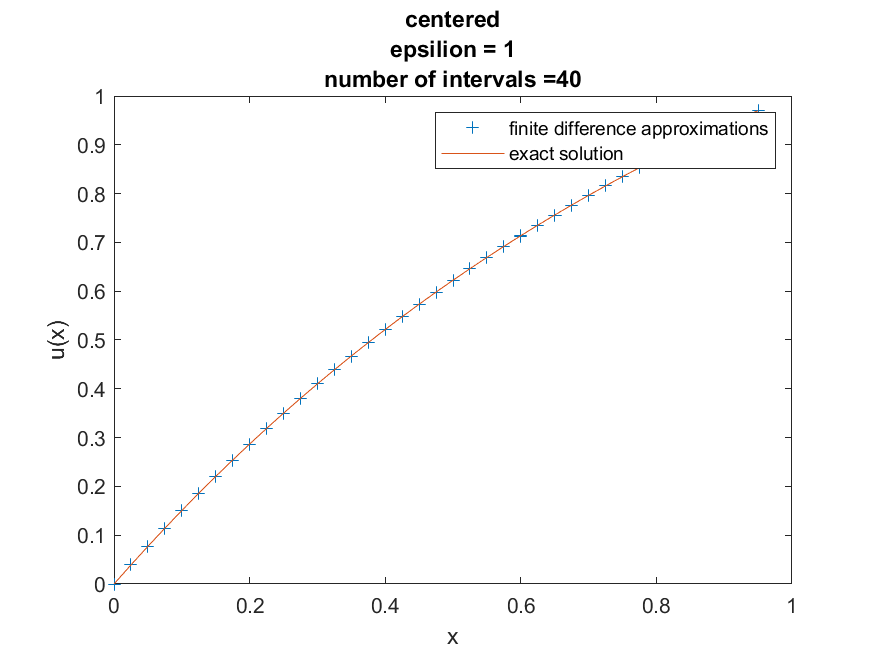 centered
epsilion = 1
number of intervals =40
finite difference approximations
exact solution
u(x)
1
0.9
0.8
0.7
0.6
0.5
0.4
0.3
0.2
0.1
0
0 0.2 0.4 0.6 0.8 1
x